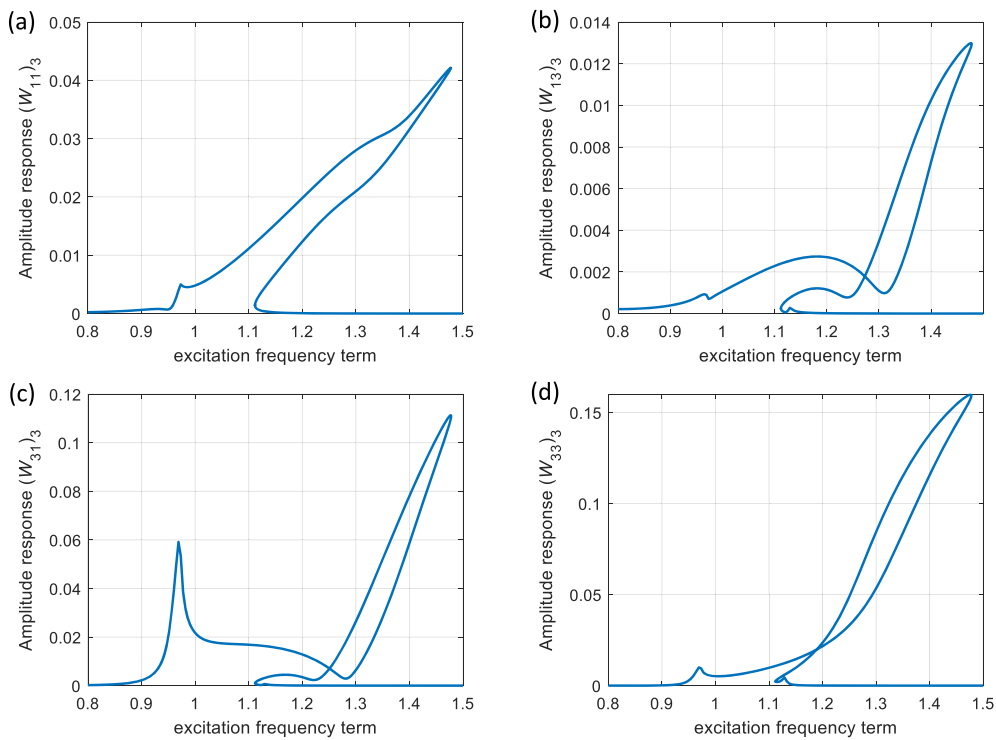 (a)
Amplitude response (W11)3
0.05
0.04
0.03
0.02
0.01
0
0.8 0.9 1 1.1 1.2 1.3 1.4 1.5
excitation frequency term
(b)
Amplitude response (W13)3
0.014
0.012
0.01
0.008
0.006
0.004
0.002
0
0.8 0.9 1 1.1 1.2 1.3 1.4
excitation frequency term
(c)
Amplitude response (W31)3
0.12
0.1
0.08
0.06
0.04
0.02
0
0.8 0.9 1 1.1 1.2 1.3 1.4 1.5
excitation frequency term
(d)
Amplitude response (W33)3
0.15
0.1
0.05
0
0.8 0.9 1 1.1 1.2 1.3 1.4 1.5
excitation frequency term